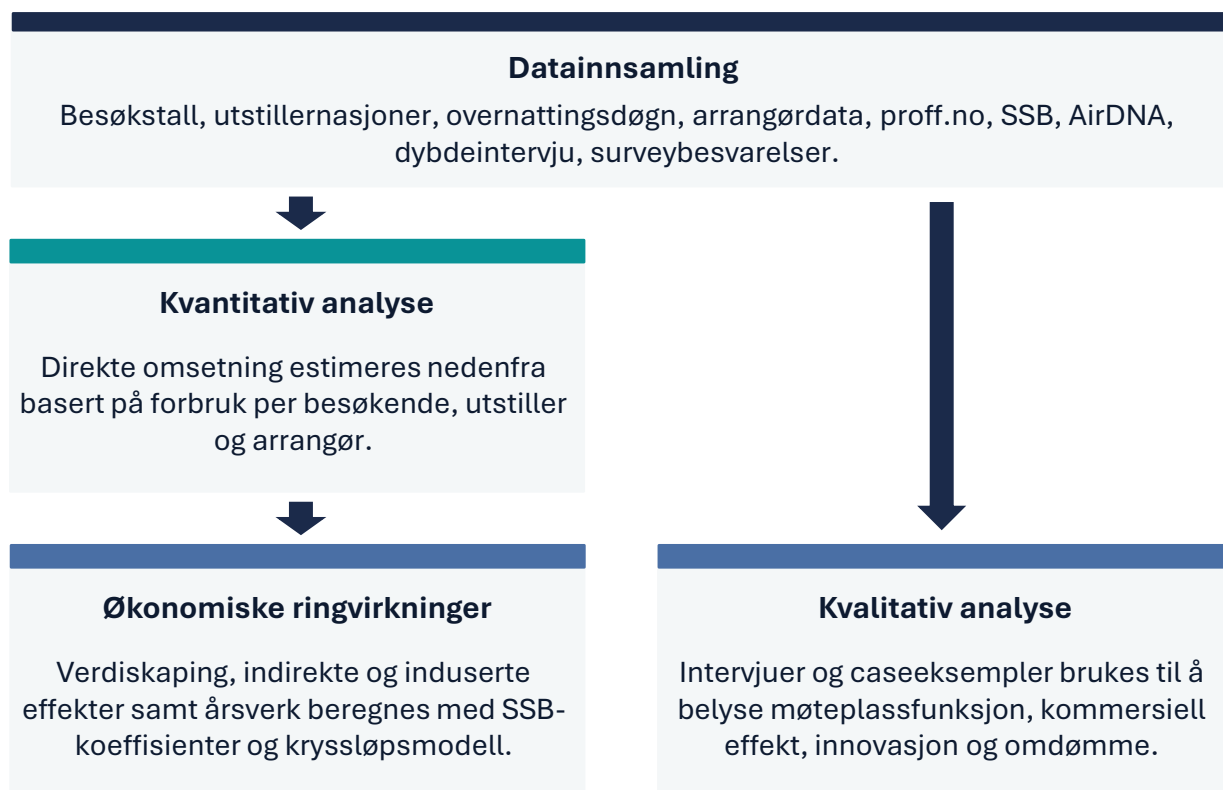 Datainnsamling
Besøkstall, utstillernasjoner, overnattingsdøgn, arrangørdata, proff.no, SSB, AirDNA,
dybdeintervju, surveybesvarelser.
Kvantitativ analyse
Direkte omsetning estimeres nedenfra
basert på forbruk per besøkende, utstiller
og arrangør.
Økonomiske ringvirkninger
Verdiskaping, indirekte og induserte
effekter samt årsverk beregnes med SSB-
koeffisienter og kryssløpsmodell.
Kvalitativ analyse
Intervjuer og caseeksempler brukes til å
belyse møteplassfunksjon, kommersiell
effekt, innovasjon og omdømme.